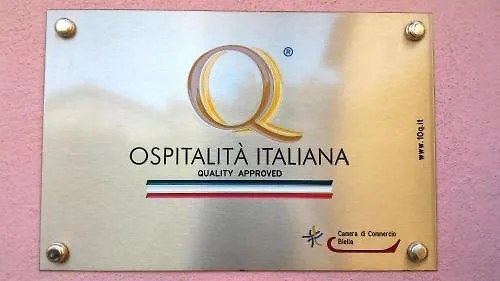 Q®
OSPITALITÀ ITALIANA
QUALITY APPROVED
www.10q.it
Camera di Commercio
Biella